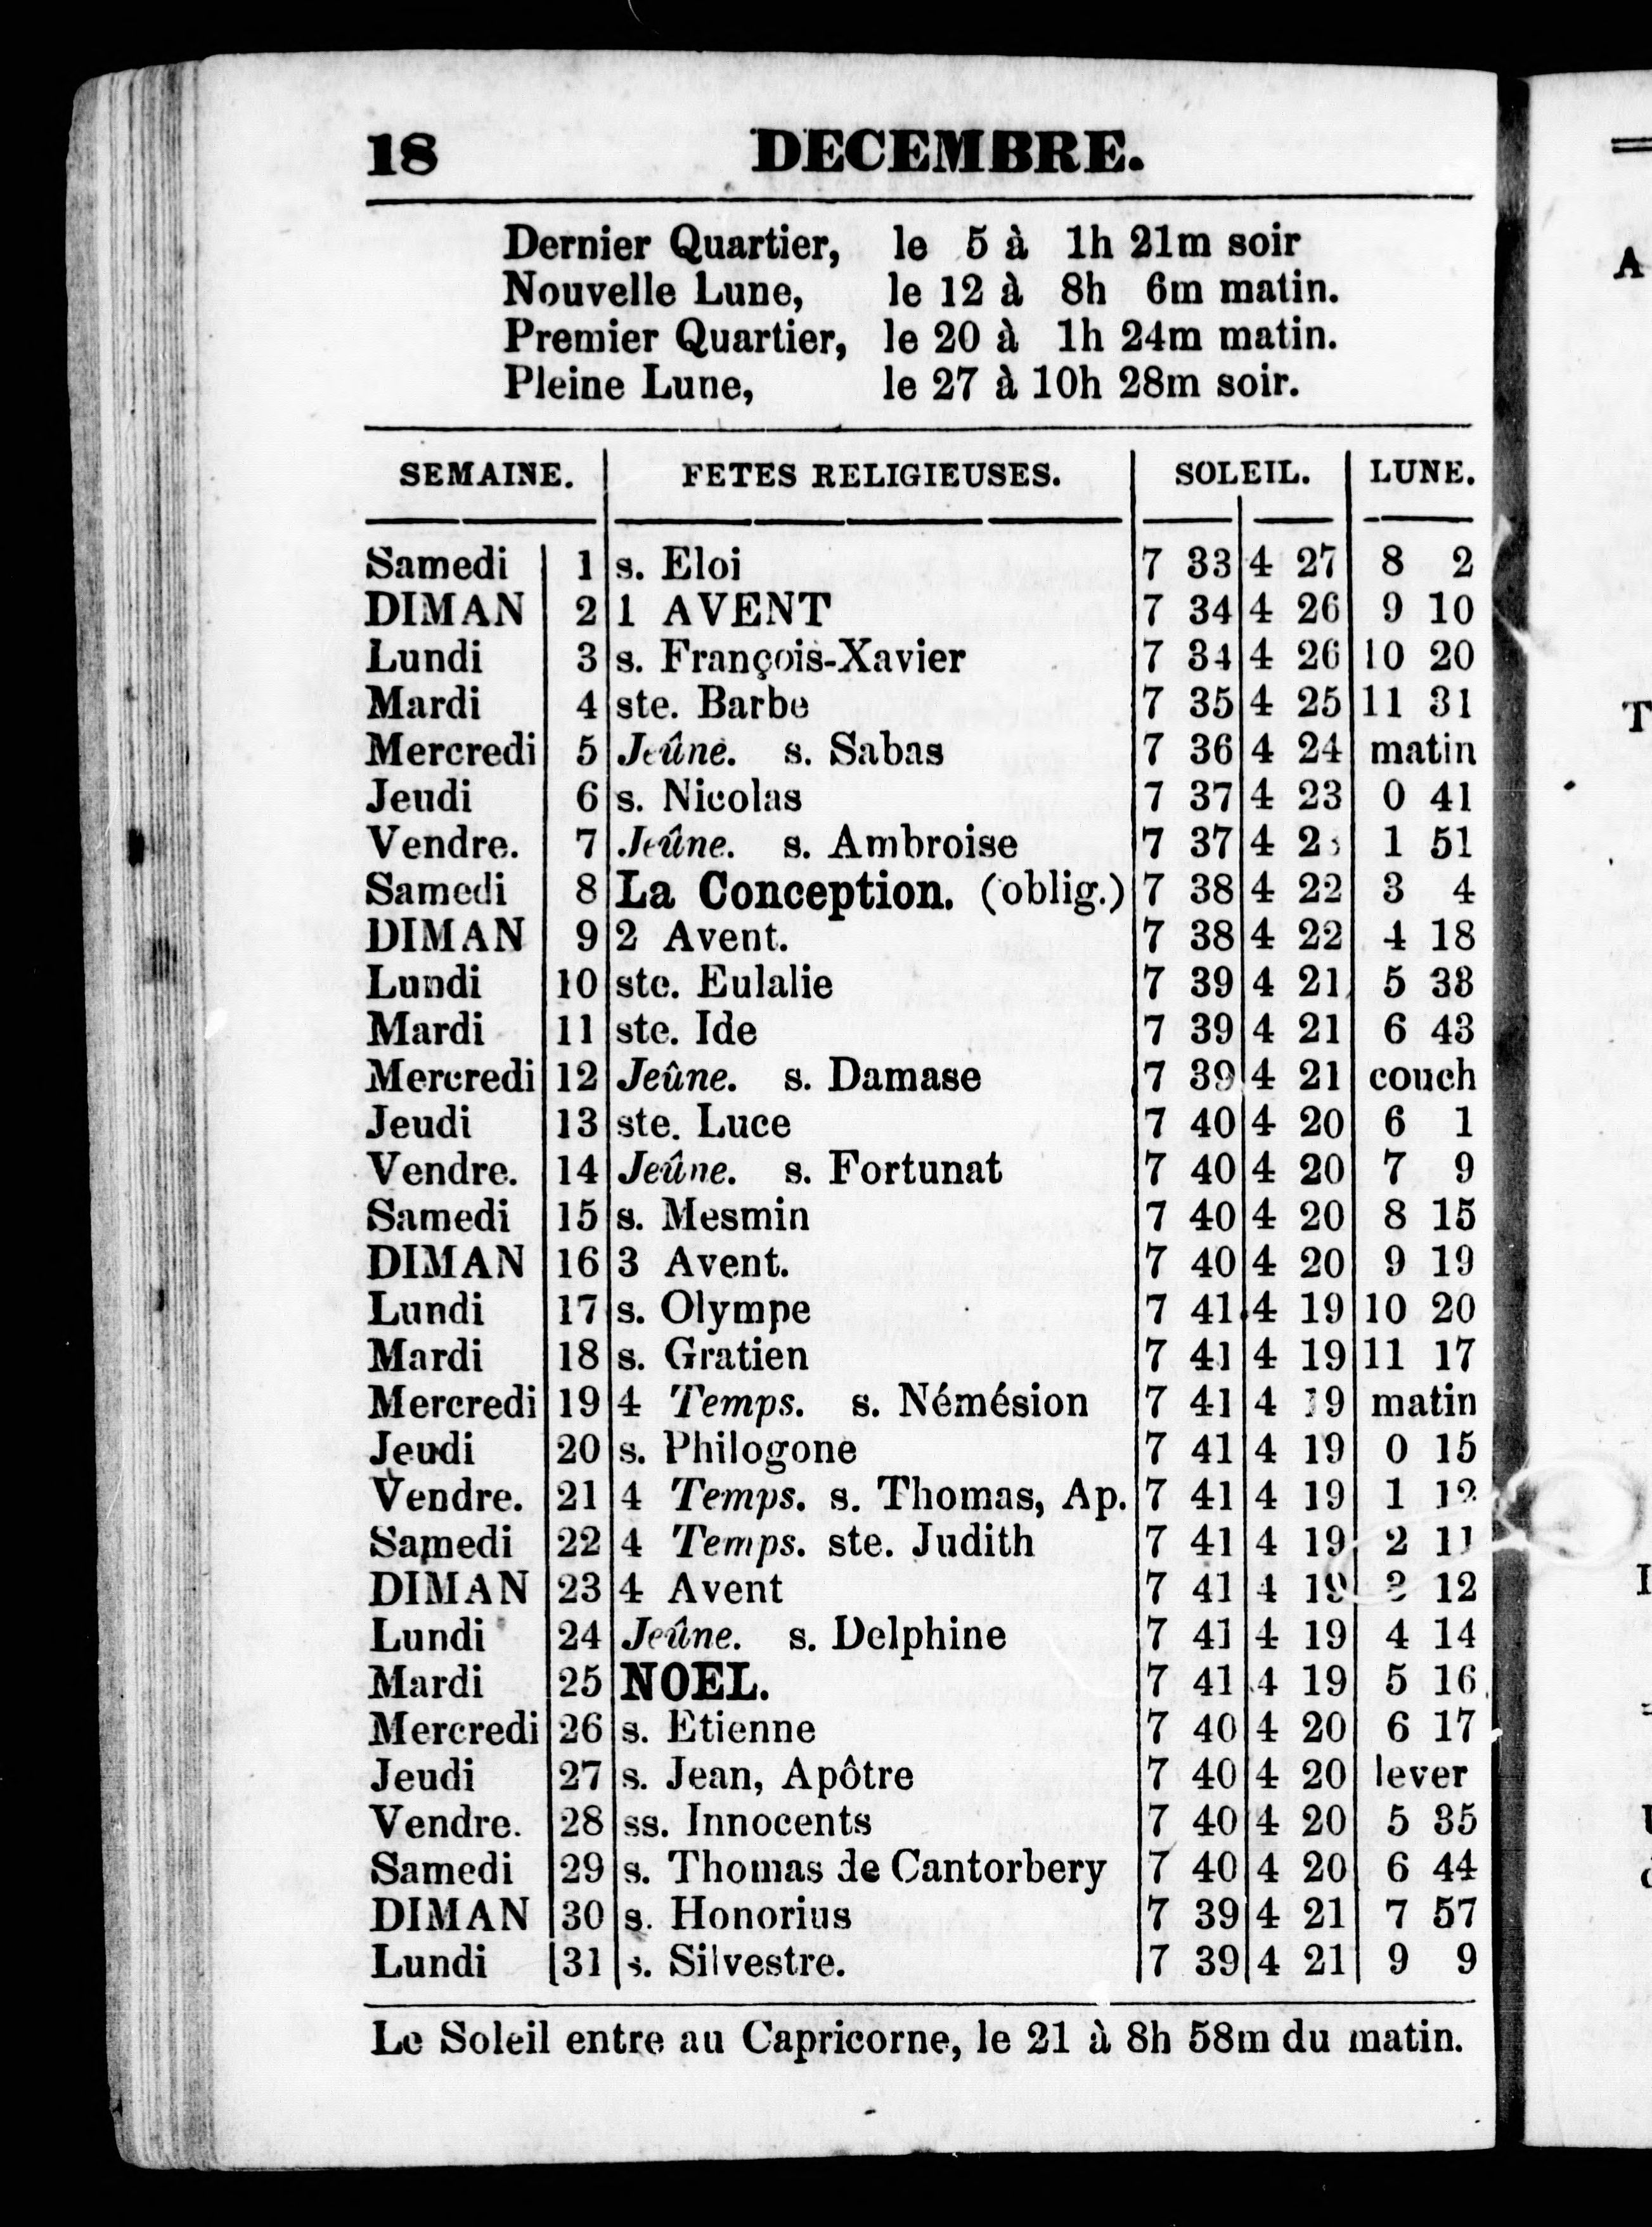 18 DECEMBRE.
Dernier Quartier, le 5 à 1h 21m soir
Nouvelle Lune, le 12 à 8h 6m matin.
Premier Quartier, le 20 à 1h 24m matin.
Pleine Lune, le 27 à 10h 28m soir.
SEMAINE. FETES RELIGIEUSES. SOLEIL. LUNE.
Samedi 1 s. Eloi 7 33 4 27 8 2
DIMAN 2 1 AVENT 7 34 4 26 9 10
Lundi 3 s. François-Xavier 7 34 4 26 10 20
Mardi 4 ste. Barbe 7 35 4 25 11 31
Mercredi 5 Jeûne. s. Sabas 7 36 4 24 matin
Jeudi 6 s. Nicolas 7 37 4 23 0 41
Vendre. 7 Jeûne. s. Ambroise 7 37 4 1 51
Samedi 8 La Conception. (oblig.) 7 38 4 22 3 4
DIMAN 9 2 Avent. 7 38 4 22 4 18
Lundi 10 ste. Eulalie 7 39 4 21 5 33
Mardi 11 ste. Ide 7 39 4 21 6 43
Mercredi 12 Jeûne. s. Damase 7 39 4 21 couch
Jeudi 13 ste. Luce 7 40 4 20 6 1
Vendre. 14 Jeûne. s. Fortunat 7 40 4 20 7 9
Samedi 15 s. Mesmin 7 40 4 20 8 15
DIMAN 16 3 Avent. 7 40 4 20 9 19
Lundi 17 s. Olympe 7 41 4 19 10 20
Mardi 18 s. Gratien 7 41 4 19 11 17
Mercredi 19 4 Temps. s. Némésion 7 41 4 19 matin
Jeudi 20 s. Philogone 7 41 4 19 0 15
Vendre. 21 4 Temps. s. Thomas, Ap. 7 41 4 19 1 12
Samedi 22 4 Temps. ste. Judith 7 41 4 19 2 11
DIMAN 23 4 Avent 7 41 4 19 12
Lundi 24 Jeûne. s. Delphine 7 41 4 19 4 14
Mardi 25 NOEL. 7 41 4 19 5 16
Mercredi 26 s. Etienne 7 40 4 20 6 17
Jeudi 27 s. Jean, Apôtre 7 40 4 20 lever
Vendre. 28 ss. Innocents 7 40 4 20 5 35
Samedi 29 s. Thomas de Cantorbery 7 40 4 20 6 44
DIMAN 30 s. Honorius 7 39 4 21 7 57
Lundi 31 s. Silvestre. 7 39 4 21 9 9
Le Soleil entre au Capricorne, le 21 à 8h 58m du matin.